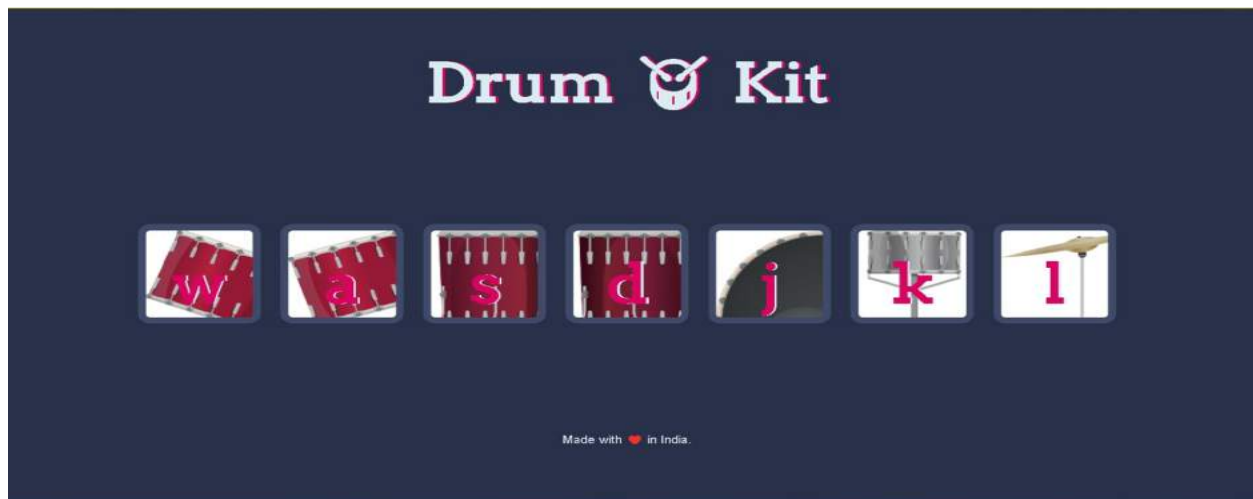 Drum 🥁 Kit
w a s d j k l
Made with ❤️ in India.